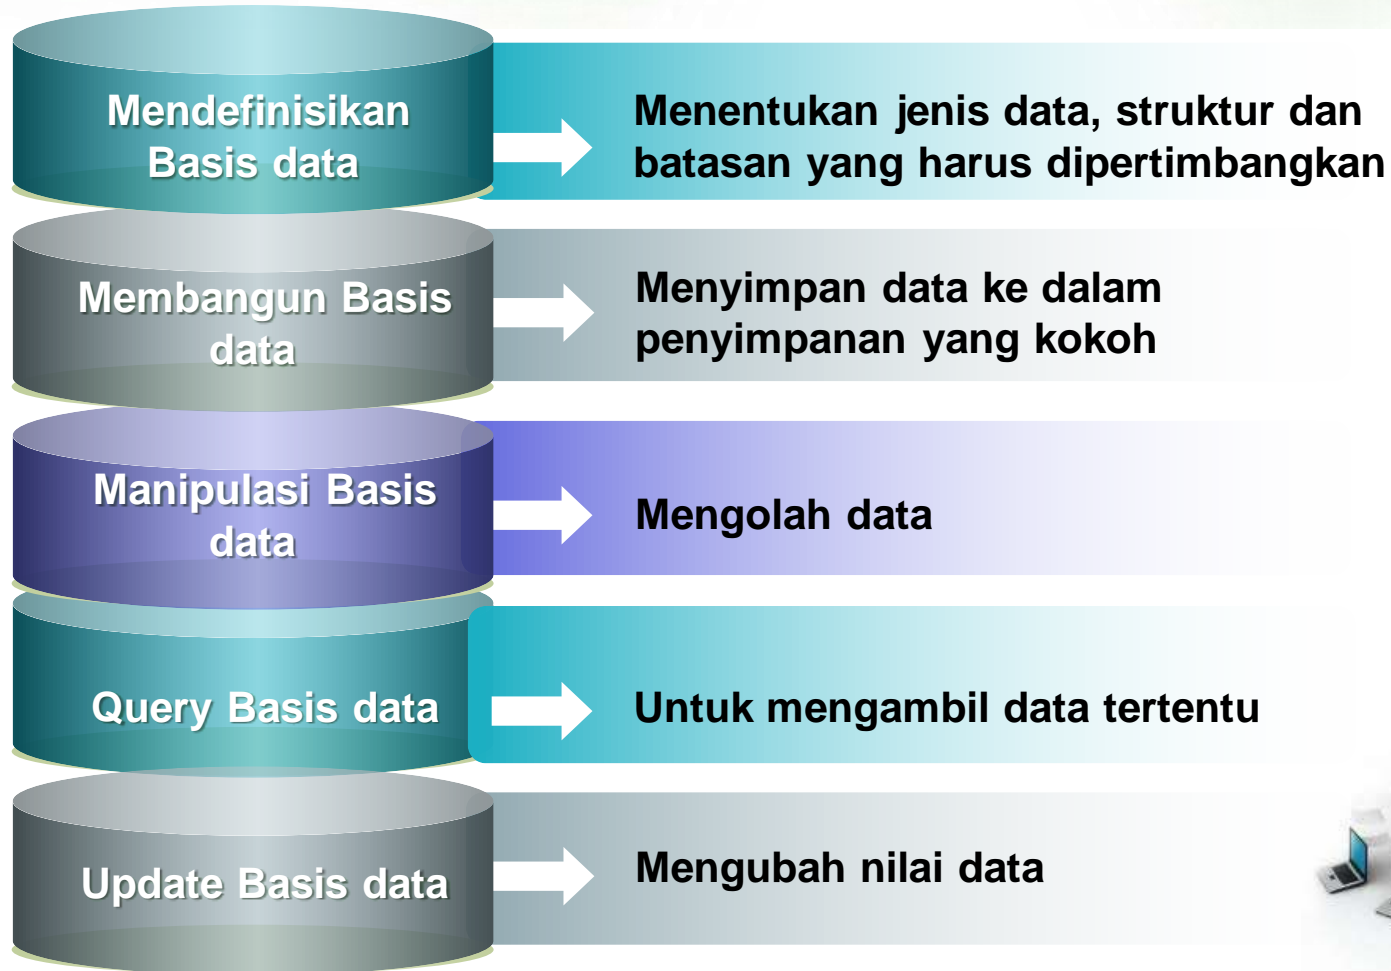 Mendefinisikan
Basis data
Menentukan jenis data, struktur dan
batasan yang harus dipertimbangkan
Membangun Basis
data
Menyimpan data ke dalam
penyimpanan yang kokoh
Manipulasi Basis
data
Mengolah data
Query Basis data
Untuk mengambil data tertentu
Update Basis data
Mengubah nilai data